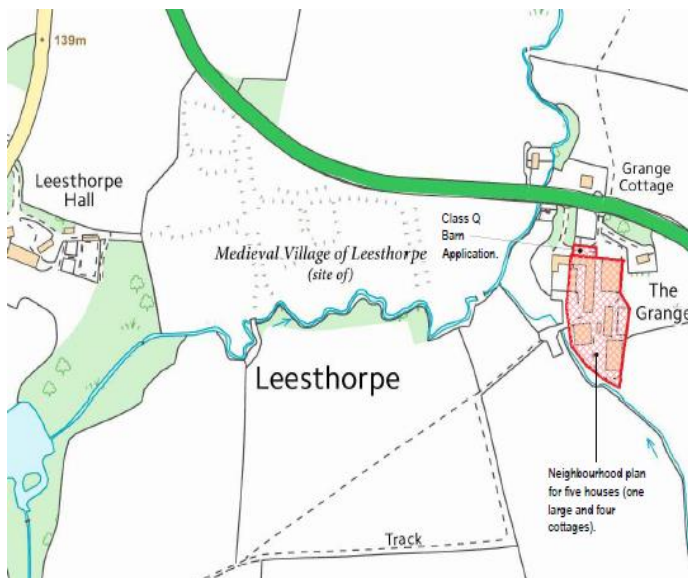 139m
Leesthorpe
Hall
Medieval Village of Leesthorpe
(site of)
Class Q
Barn
Application.
Grange
Cottage
The
Grange
Leesthorpe
Neighbourhood plan
for five houses (one
large and four
cottages).
Track